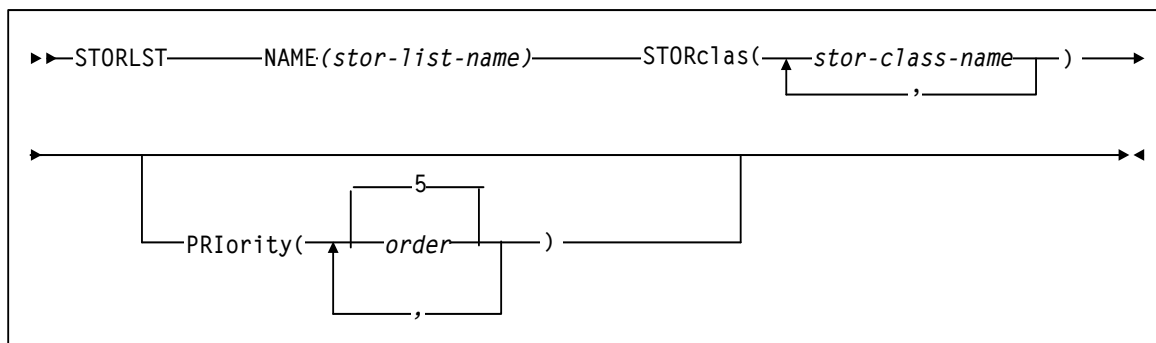 STORLST NAME(stor-list-name) STORclas( stor-class-name )
,
5
PRIority( order )
,